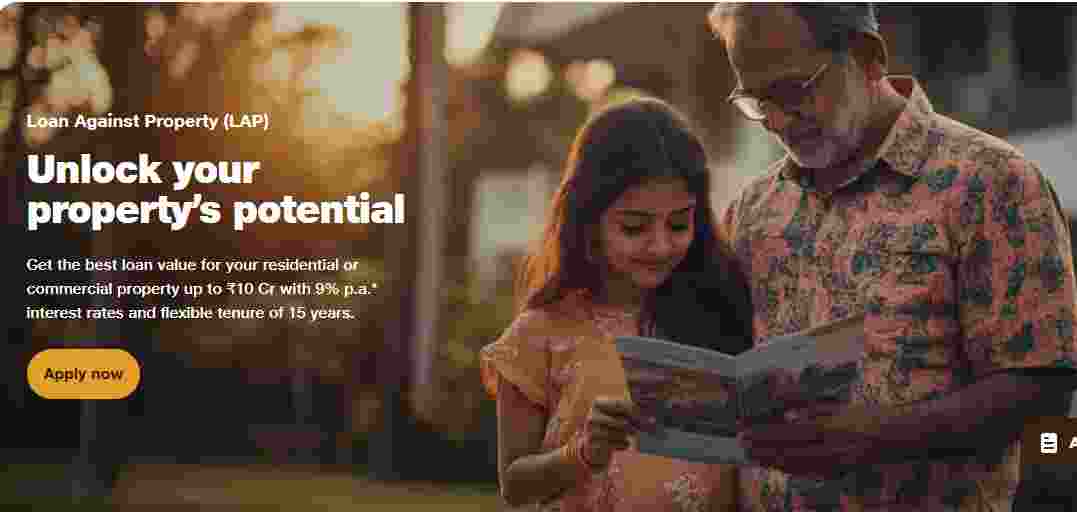 Loan Against Property (LAP)
Unlock your
property's potential
Get the best loan value for your residential or
commercial property up to ₹10 Cr with 9% p.a.*
interest rates and flexible tenure of 15 years.
Apply now
A